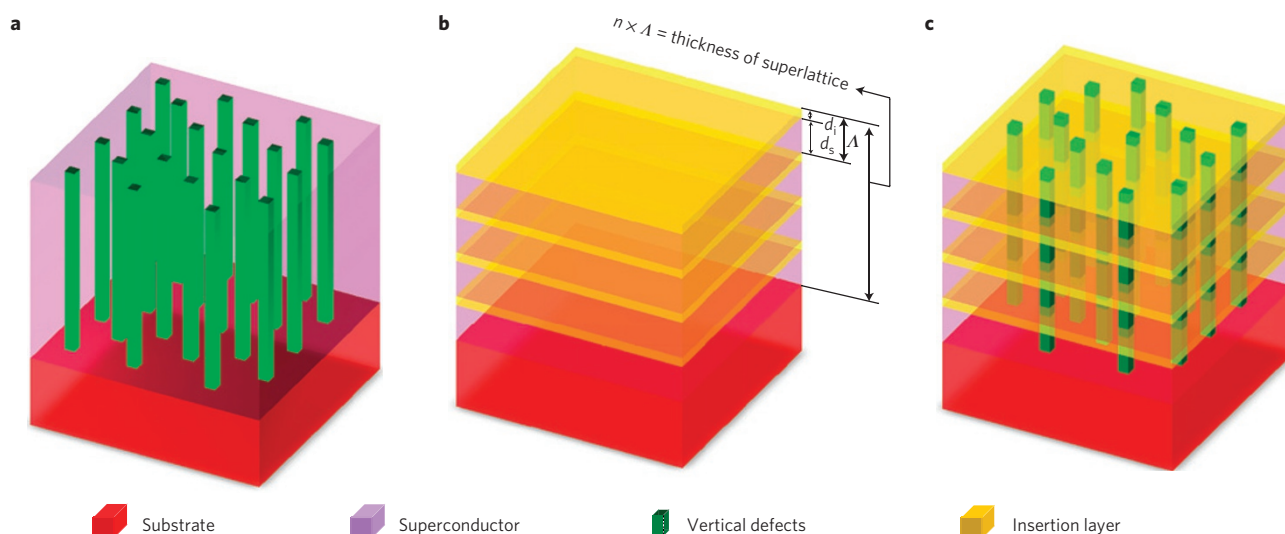 a
b
c
n × Λ = thickness of superlattice
dᵢ
dₛ
Λ
Substrate
Superconductor
Vertical defects
Insertion layer